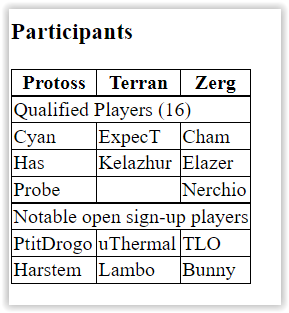 Participants
Protoss Terran Zerg
Qualified Players (16)
Cyan ExpecT Cham
Has Kelazhur Elazer
Probe Nerchio
Notable open sign-up players
PtitDrogo uThermal TLO
Harstem Lambo Bunny